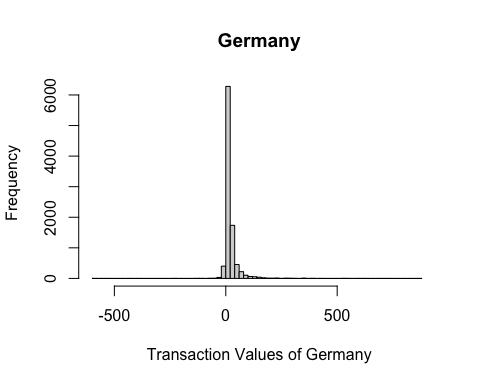 Germany
Frequency
6000
4000
2000
0
-500 0 500
Transaction Values of Germany